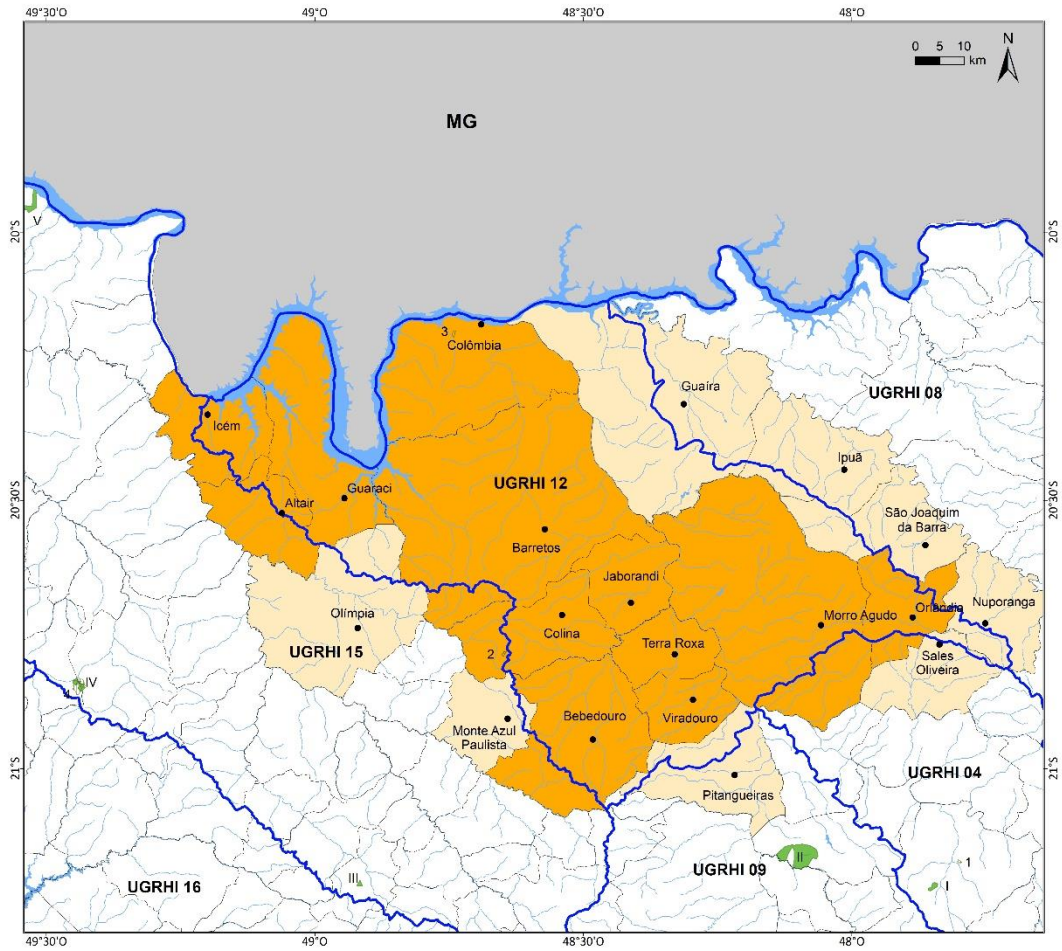 49°30'O
49°O
48°30'O
48°O
N
0 5 10
km
MG
V
20°S
20°S
3
Colômbia
UGRHI 08
Guaíra
Icém
Ipuã
UGRHI 12
Guaraci
Altair
20°30'S
20°30'S
São Joaquim
da Barra
Barretos
Jaborandi
Nuporanga
Olímpia
Colina
Morro Agudo
Orlândia
Terra Roxa
UGRHI 15
2
Sales
Oliveira
IV
4
Bebedouro
Viradouro
Monte Azul
Paulista
21°S
21°S
UGRHI 04
Pitangueiras
II
1
III
UGRHI 09
UGRHI 16
I
49°30'O
49°O
48°30'O
48°O